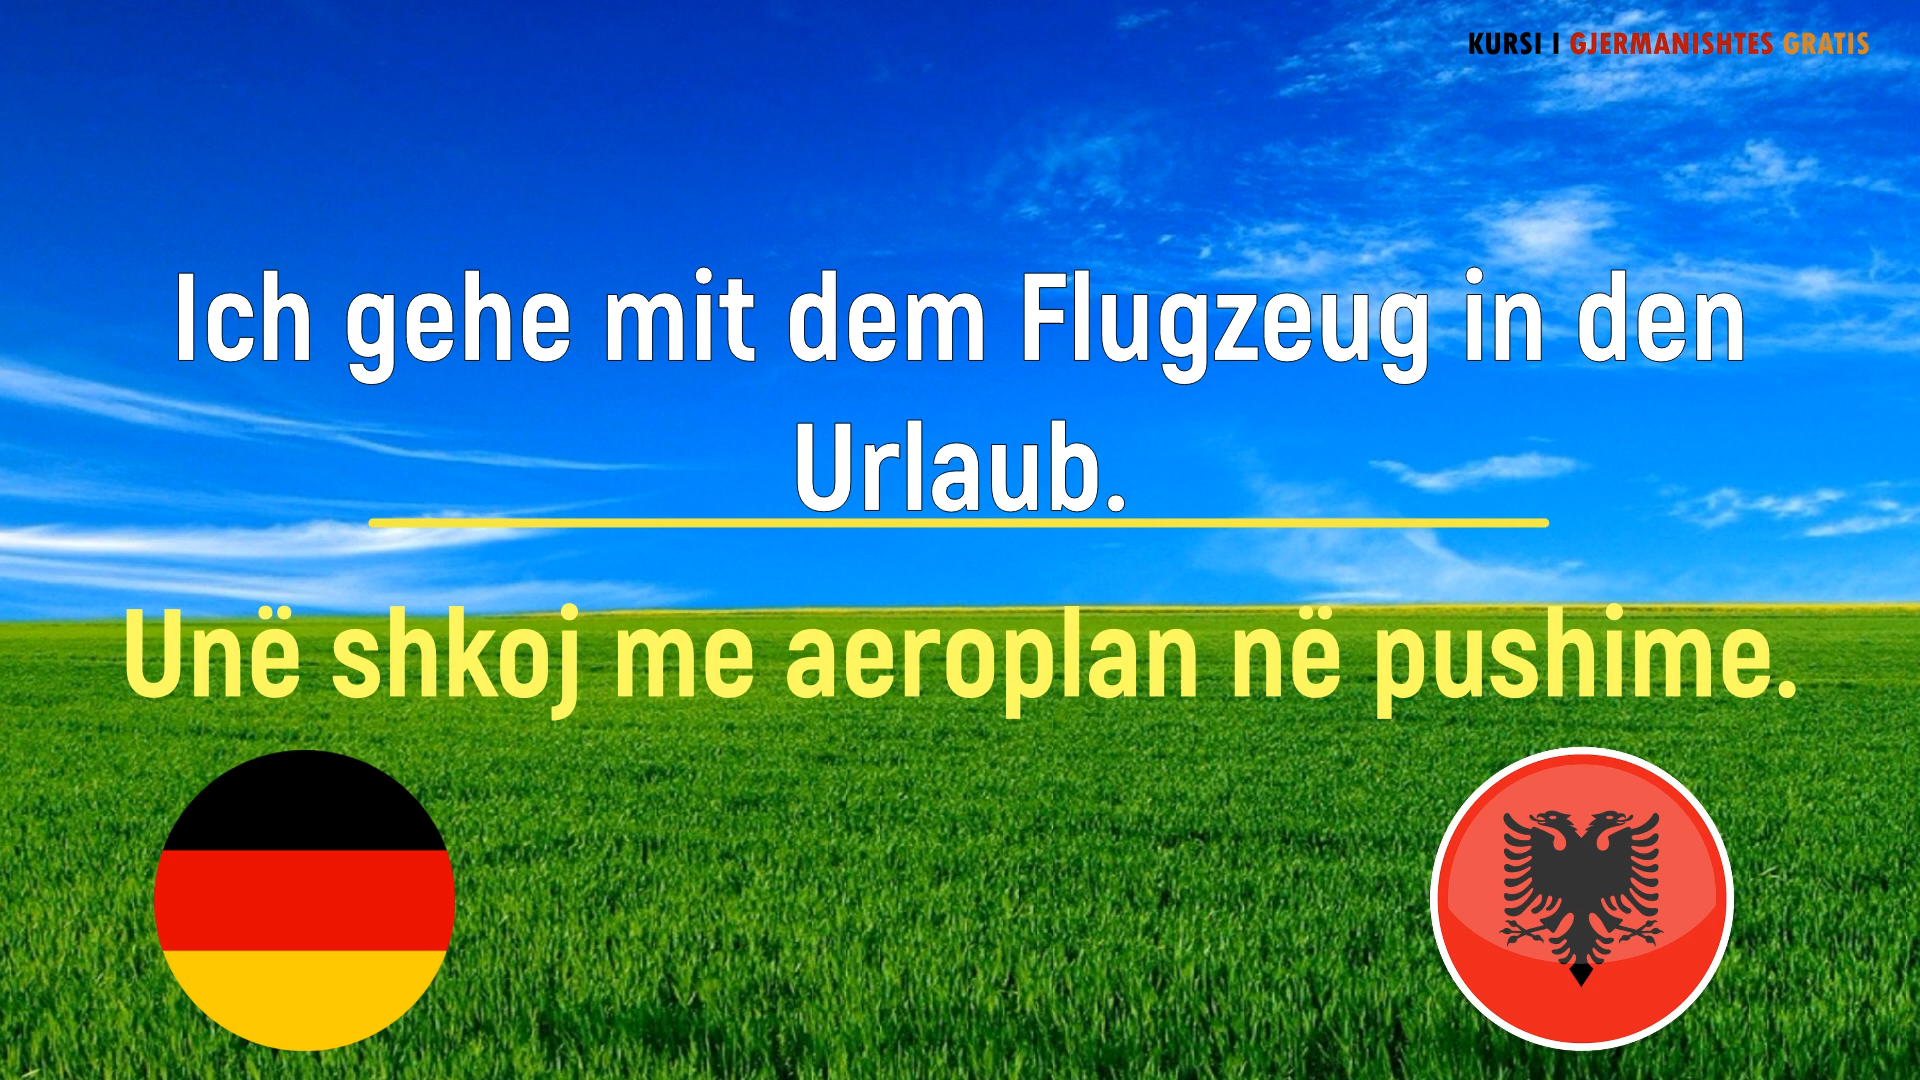 KURSI I GJERMANISHTES GRATIS
Ich gehe mit dem Flugzeug in den
Urlaub.
Unë shkoj me aeroplan në pushime.